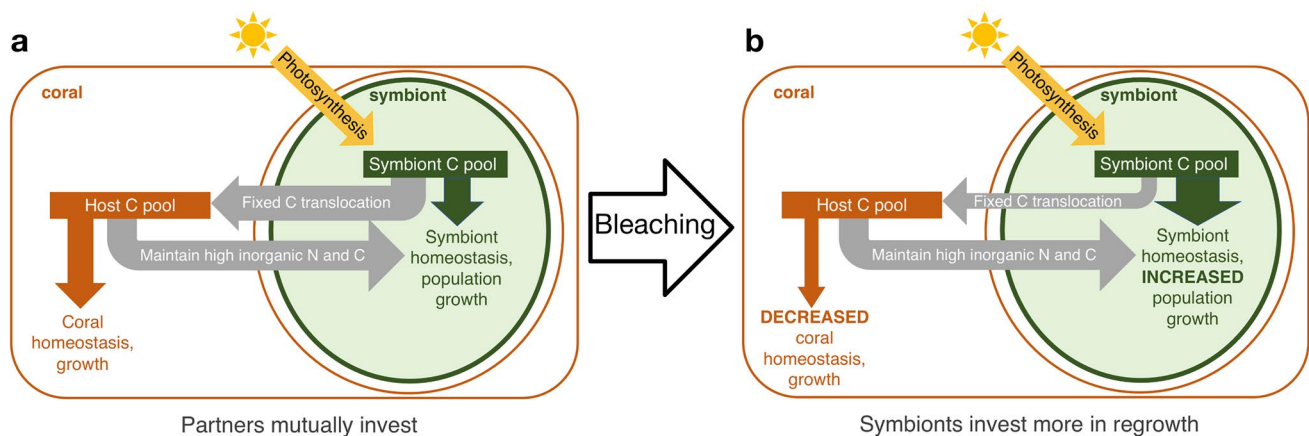 a
Photosynthesis
coral
symbiont
Symbiont C pool
Host C pool
Fixed C translocation
Maintain high inorganic N and C
Symbiont
homeostasis,
population
growth
Coral
homeostasis,
growth
Partners mutually invest
Bleaching
b
Photosynthesis
coral
symbiont
Symbiont C pool
Host C pool
Fixed C translocation
Maintain high inorganic N and C
Symbiont
homeostasis,
INCREASED
population
growth
DECREASED
coral
homeostasis,
growth
Symbionts invest more in regrowth